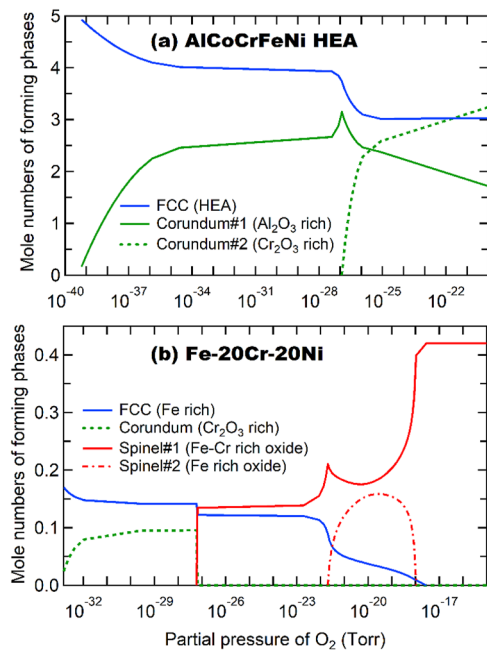 (a) AlCoCrFeNi HEA
Mole numbers of forming phases
5
4
3
2
1
0
FCC (HEA)
Corundum#1 (Al₂O₃ rich)
Corundum#2 (Cr₂O₃ rich)
10⁻⁴⁰ 10⁻³⁷ 10⁻³⁴ 10⁻³¹ 10⁻²⁸ 10⁻²⁵ 10⁻²²
(b) Fe-20Cr-20Ni
Mole numbers of forming phases
0.4
0.3
0.2
0.1
0.0
FCC (Fe rich)
Corundum (Cr₂O₃ rich)
Spinel#1 (Fe-Cr rich oxide)
Spinel#2 (Fe rich oxide)
10⁻³² 10⁻²⁹ 10⁻²⁶ 10⁻²³ 10⁻²⁰ 10⁻¹⁷
Partial pressure of O₂ (Torr)